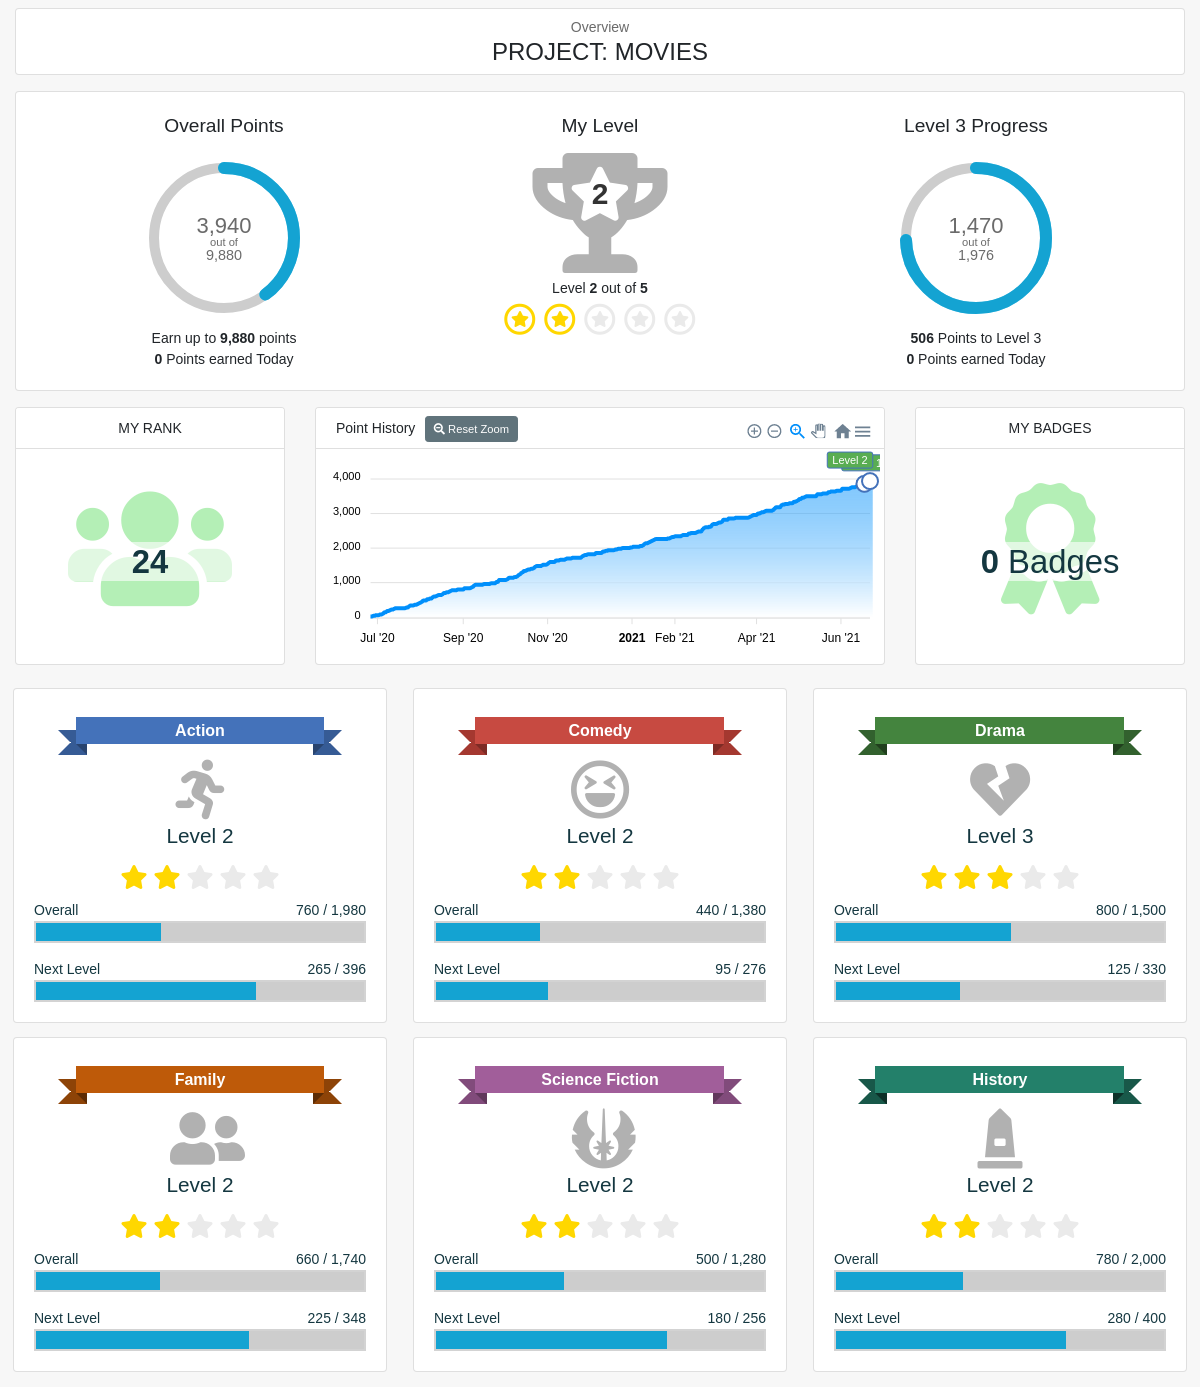 Overview
PROJECT: MOVIES
Overall Points
My Level
Level 3 Progress
3,940
out of
9,880
2
1,470
out of
1,976
Level 2 out of 5
Earn up to 9,880 points
0 Points earned Today
506 Points to Level 3
0 Points earned Today
MY RANK
24
Point History
Reset Zoom
Level 2
4,000
3,000
2,000
1,000
0
Jul '20
Sep '20
Nov '20
2021
Feb '21
Apr '21
Jun '21
MY BADGES
0 Badges
Action
Level 2
Overall 760 / 1,980
Next Level 265 / 396
Comedy
Level 2
Overall 440 / 1,380
Next Level 95 / 276
Drama
Level 3
Overall 800 / 1,500
Next Level 125 / 330
Family
Level 2
Overall 660 / 1,740
Next Level 225 / 348
Science Fiction
Level 2
Overall 500 / 1,280
Next Level 180 / 256
History
Level 2
Overall 780 / 2,000
Next Level 280 / 400